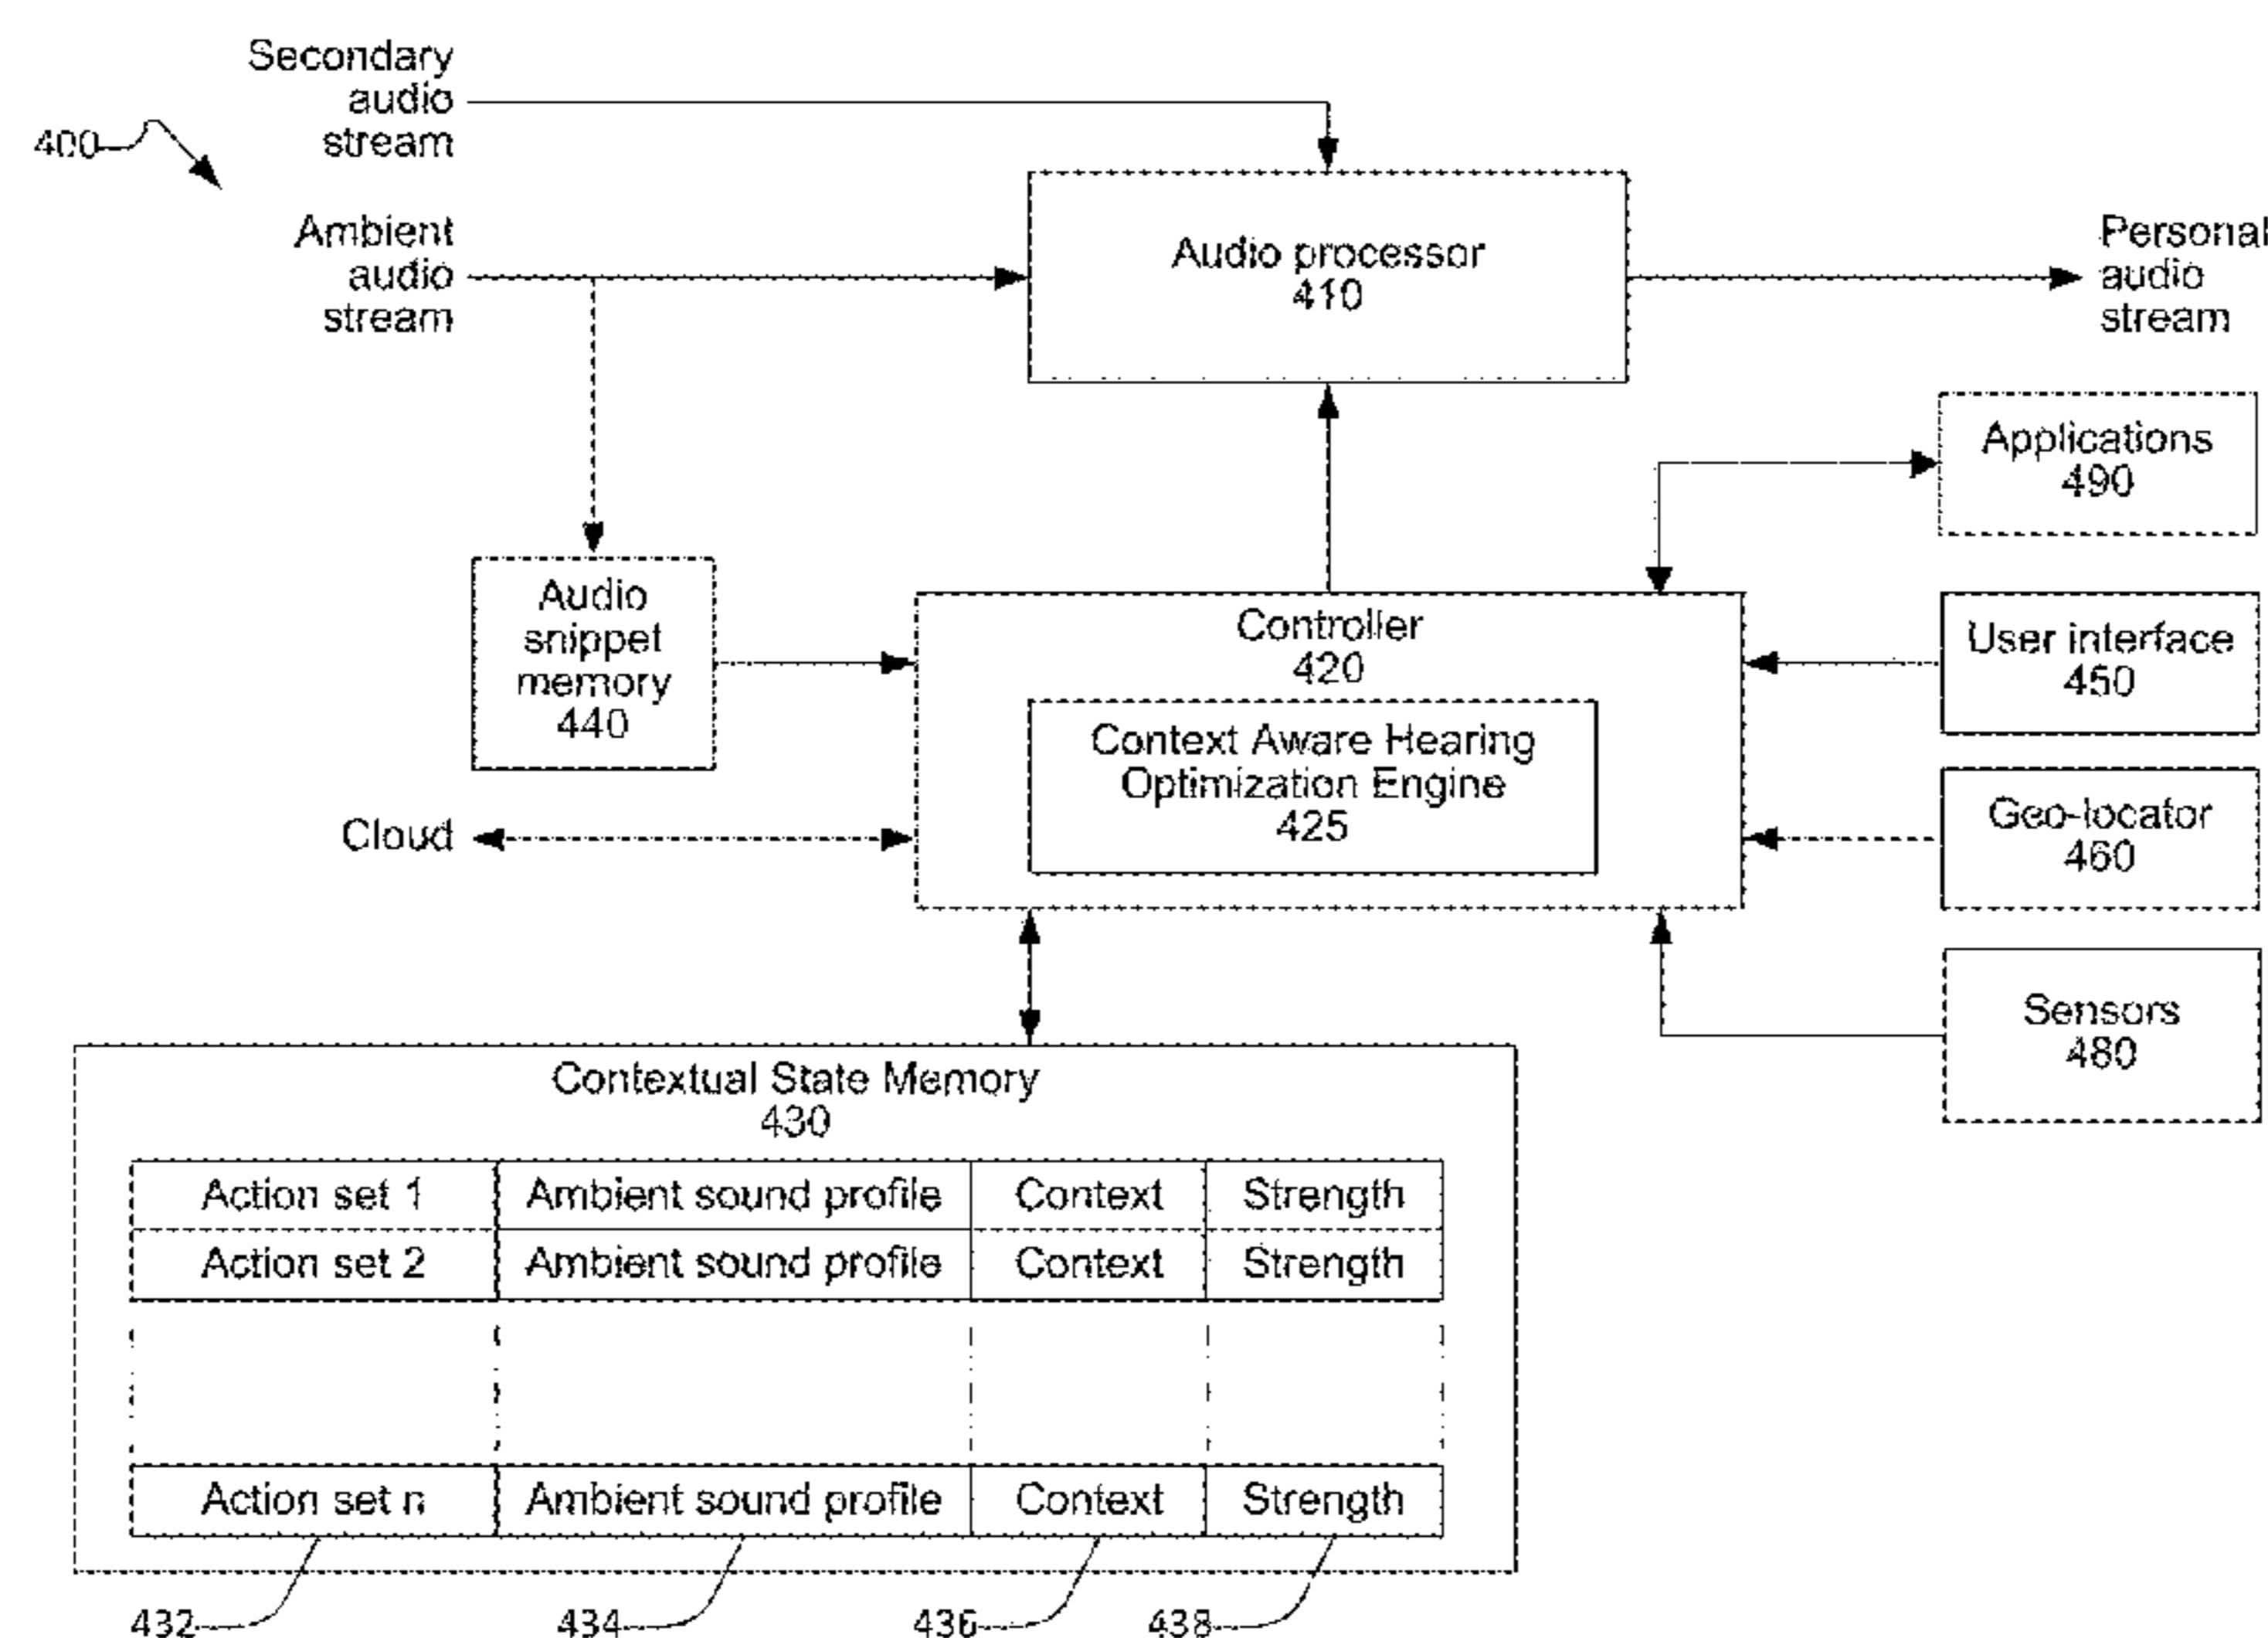 Secondary
audio
stream
400
Ambient
audio
stream
Audio processor
410
Personal
audio
stream
Applications
490
Audio
snippet
memory
440
Controller
420
Context Aware Hearing
Optimization Engine
425
User interface
450
Cloud
Geo-locator
460
Sensors
480
Contextual State Memory
430
Action set 1 Ambient sound profile Context Strength
Action set 2 Ambient sound profile Context Strength
Action set n Ambient sound profile Context Strength
432 434 436 438